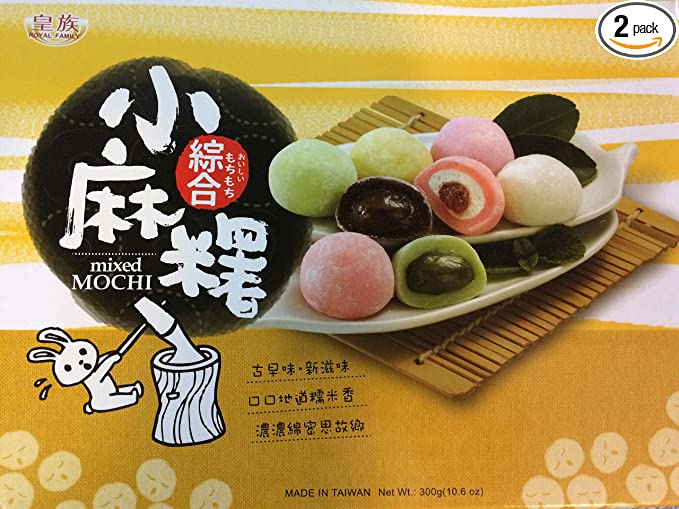 皇族
ROYAL FAMILY
2
pack
小麻糬
綜合
おいしい
もちもち
mixed
MOCHI
古早味·新滋味
口口地道糯米香
濃濃綿密思故鄉
MADE IN TAIWAN Net Wt.: 300g(10.6 oz)